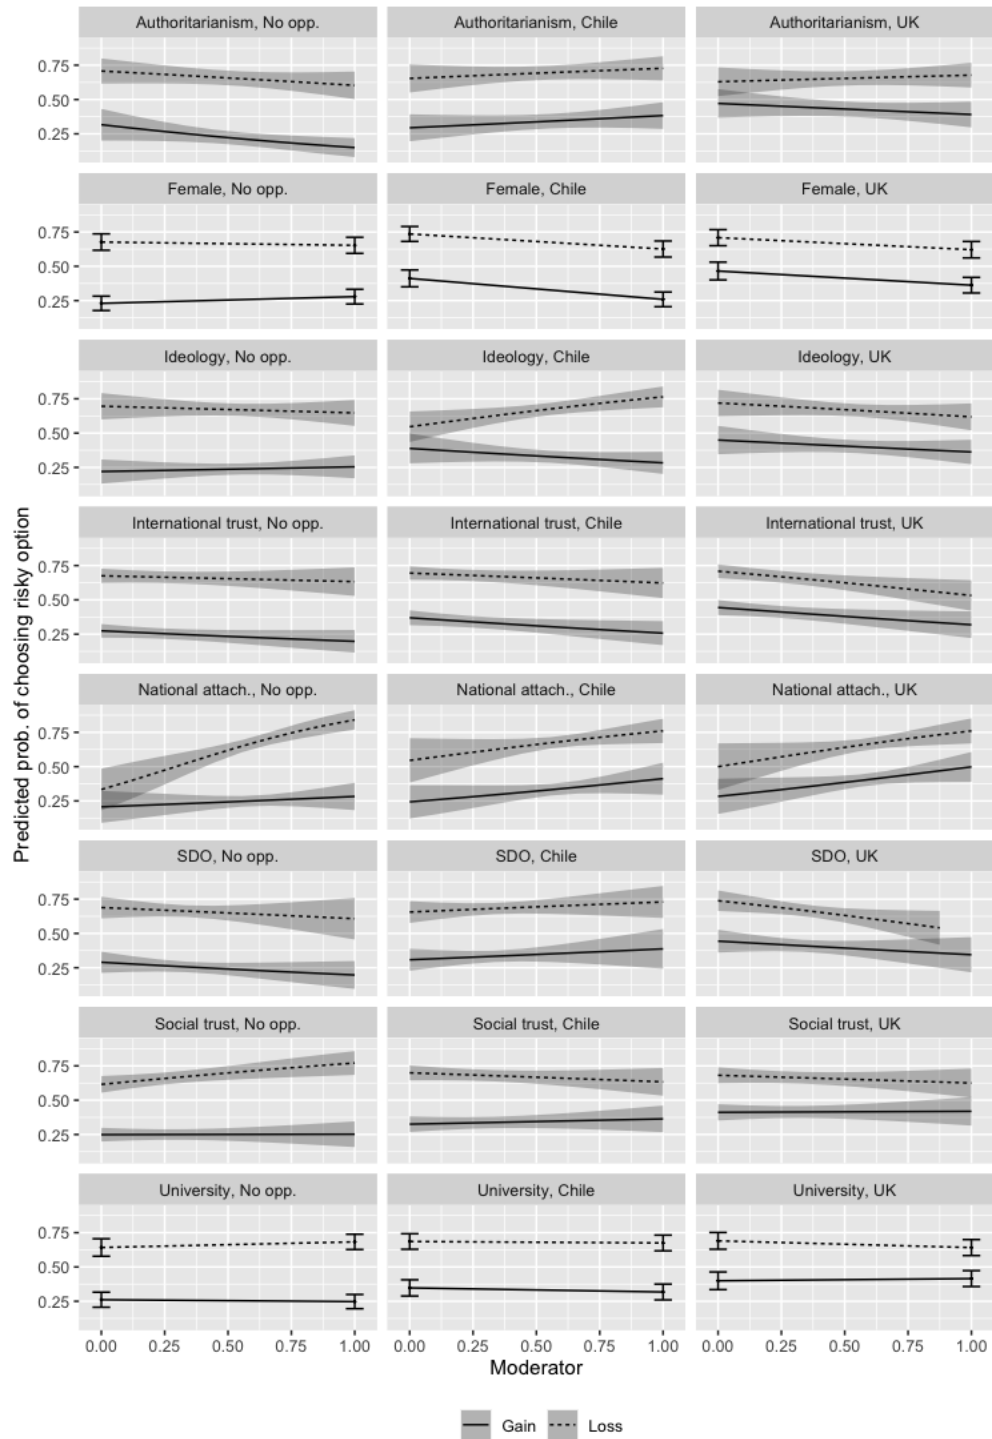 Authoritarianism, No opp.
Authoritarianism, Chile
Authoritarianism, UK
0.75
0.50
0.25
Female, No opp.
Female, Chile
Female, UK
0.75
0.50
0.25
Ideology, No opp.
Ideology, Chile
Ideology, UK
0.75
0.50
0.25
International trust, No opp.
International trust, Chile
International trust, UK
0.75
0.50
0.25
National attach., No opp.
National attach., Chile
National attach., UK
0.75
0.50
0.25
SDO, No opp.
SDO, Chile
SDO, UK
0.75
0.50
0.25
Social trust, No opp.
Social trust, Chile
Social trust, UK
0.75
0.50
0.25
University, No opp.
University, Chile
University, UK
0.75
0.50
0.25
Predicted prob. of choosing risky option
0.00 0.25 0.50 0.75 1.00
0.00 0.25 0.50 0.75 1.00
0.00 0.25 0.50 0.75 1.00
Moderator
Gain
Loss